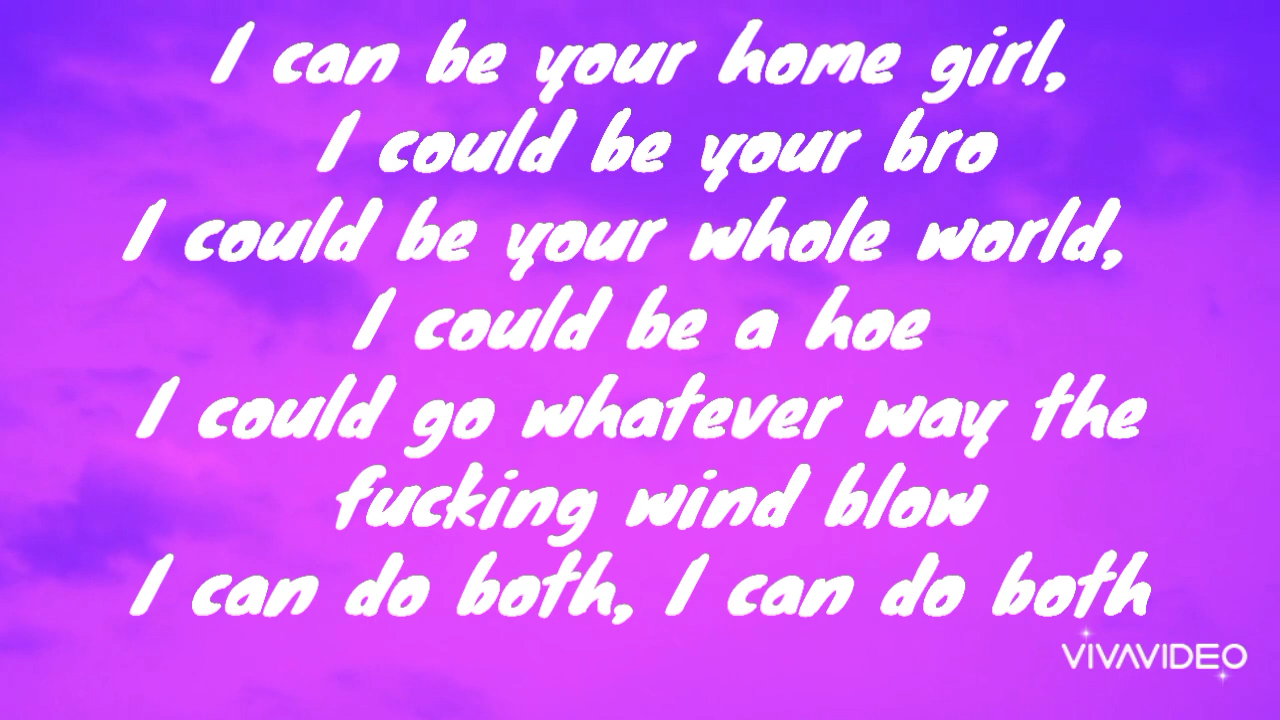 I can be your home girl,
I could be your bro
I could be your whole world,
I could be a hoe
I could go whatever way the
fucking wind blow
I can do both, I can do both
VIVAVIDEO